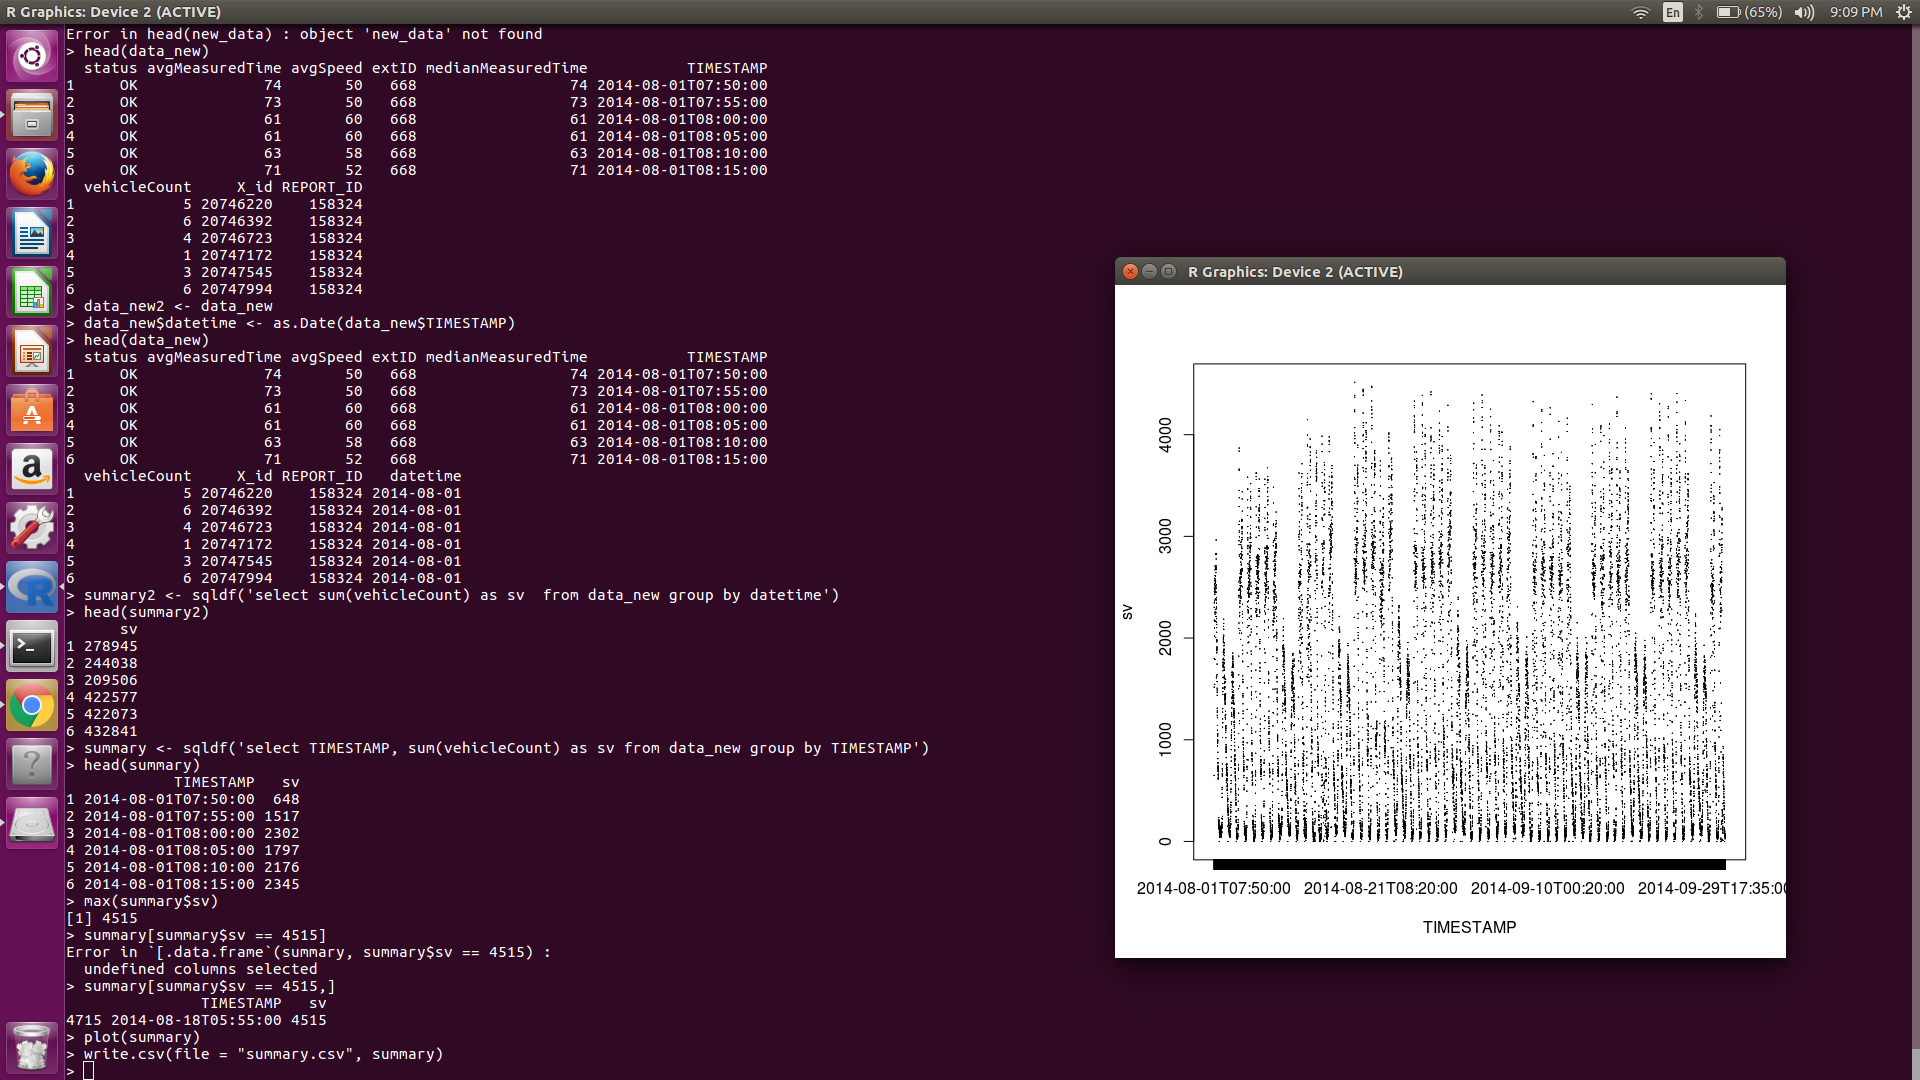 R Graphics: Device 2 (ACTIVE)
En
(65%)
9:09 PM
Error in head(new_data) : object 'new_data' not found
> head(data_new)
  status avgMeasuredTime avgSpeed extID medianMeasuredTime           TIMESTAMP
1     OK              74       50   668                 74 2014-08-01T07:50:00
2     OK              73       50   668                 73 2014-08-01T07:55:00
3     OK              61       60   668                 61 2014-08-01T08:00:00
4     OK              61       60   668                 61 2014-08-01T08:05:00
5     OK              63       58   668                 63 2014-08-01T08:10:00
6     OK              71       52   668                 71 2014-08-01T08:15:00
  vehicleCount     X_id REPORT_ID
1            5 20746220    158324
2            6 20746392    158324
3            4 20746723    158324
4            1 20747172    158324
5            3 20747545    158324
6            6 20747994    158324
> data_new2 <- data_new
> data_new$datetime <- as.Date(data_new$TIMESTAMP)
> head(data_new)
  status avgMeasuredTime avgSpeed extID medianMeasuredTime           TIMESTAMP
1     OK              74       50   668                 74 2014-08-01T07:50:00
2     OK              73       50   668                 73 2014-08-01T07:55:00
3     OK              61       60   668                 61 2014-08-01T08:00:00
4     OK              61       60   668                 61 2014-08-01T08:05:00
5     OK              63       58   668                 63 2014-08-01T08:10:00
6     OK              71       52   668                 71 2014-08-01T08:15:00
  vehicleCount     X_id REPORT_ID   datetime
1            5 20746220    158324 2014-08-01
2            6 20746392    158324 2014-08-01
3            4 20746723    158324 2014-08-01
4            1 20747172    158324 2014-08-01
5            3 20747545    158324 2014-08-01
6            6 20747994    158324 2014-08-01
> summary2 <- sqldf('select sum(vehicleCount) as sv  from data_new group by datetime')
> head(summary2)
      sv
1 278945
2 244038
3 209506
4 422577
5 422073
6 432841
> summary <- sqldf('select TIMESTAMP, sum(vehicleCount) as sv from data_new group by TIMESTAMP')
> head(summary)
            TIMESTAMP   sv
1 2014-08-01T07:50:00  648
2 2014-08-01T07:55:00 1517
3 2014-08-01T08:00:00 2302
4 2014-08-01T08:05:00 1797
5 2014-08-01T08:10:00 2176
6 2014-08-01T08:15:00 2345
> max(summary$sv)
[1] 4515
> summary[summary$sv == 4515]
Error in `[.data.frame`(summary, summary$sv == 4515) :
  undefined columns selected
> summary[summary$sv == 4515,]
               TIMESTAMP   sv
4715 2014-08-18T05:55:00 4515
> plot(summary)
> write.csv(file = "summary.csv", summary)
>
R Graphics: Device 2 (ACTIVE)
4000
3000
2000
1000
0
sv
2014-08-01T07:50:00 2014-08-21T08:20:00 2014-09-10T00:20:00 2014-09-29T17:35:00
TIMESTAMP